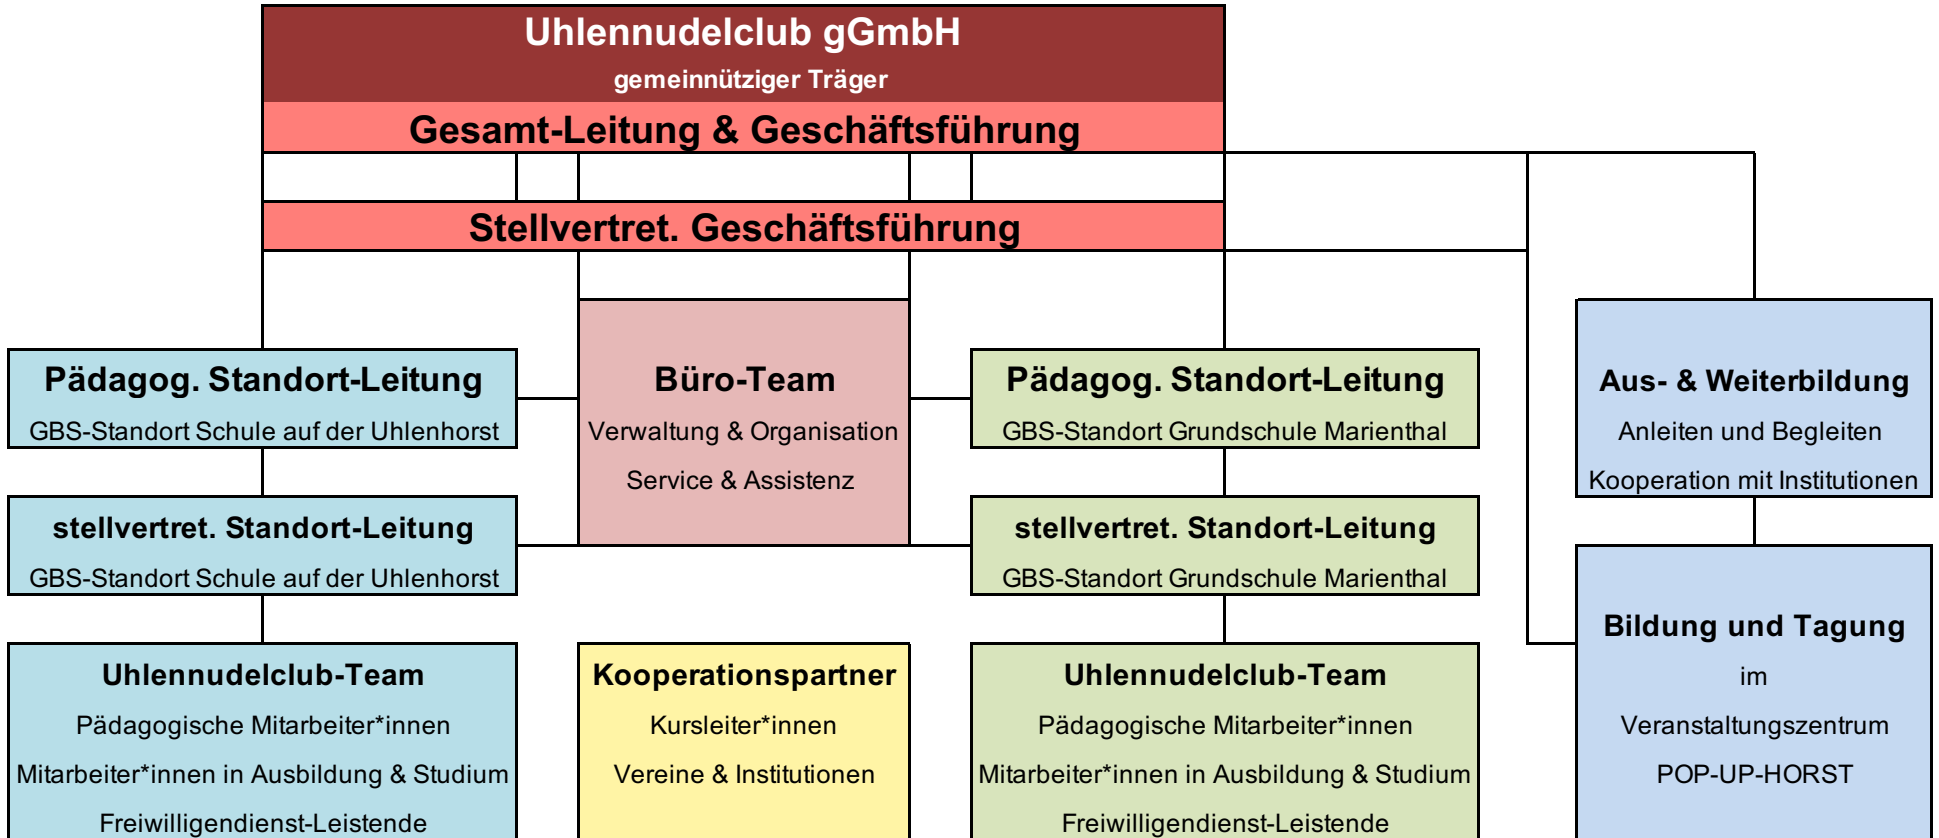 Uhlennudelclub gGmbH
gemeinnütziger Träger
Gesamt-Leitung & Geschäftsführung
Stellvertret. Geschäftsführung
Pädagog. Standort-Leitung
GBS-Standort Schule auf der Uhlenhorst
stellvertret. Standort-Leitung
GBS-Standort Schule auf der Uhlenhorst
Uhlennudelclub-Team
Pädagogische Mitarbeiter*innen
Mitarbeiter*innen in Ausbildung & Studium
Freiwilligendienst-Leistende
Büro-Team
Verwaltung & Organisation
Service & Assistenz
Kooperationspartner
Kursleiter*innen
Vereine & Institutionen
Pädagog. Standort-Leitung
GBS-Standort Grundschule Marienthal
stellvertret. Standort-Leitung
GBS-Standort Grundschule Marienthal
Uhlennudelclub-Team
Pädagogische Mitarbeiter*innen
Mitarbeiter*innen in Ausbildung & Studium
Freiwilligendienst-Leistende
Aus- & Weiterbildung
Anleiten und Begleiten
Kooperation mit Institutionen
Bildung und Tagung
im
Veranstaltungszentrum
POP-UP-HORST